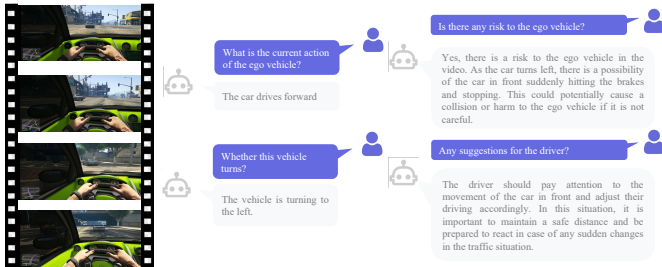 What is the current action
of the ego vehicle?
The car drives forward
Whether this vehicle
turns?
The vehicle is turning to
the left.
Is there any risk to the ego vehicle?
Yes, there is a risk to the ego vehicle in the
video. As the car turns left, there is a possibility
of the car in front suddenly hitting the brakes
and stopping. This could potentially cause a
collision or harm to the ego vehicle if it is not
careful.
Any suggestions for the driver?
The driver should pay attention to the
movement of the car in front and adjust their
driving accordingly. In this situation, it is
important to maintain a safe distance and be
prepared to react in case of any sudden changes
in the traffic situation.